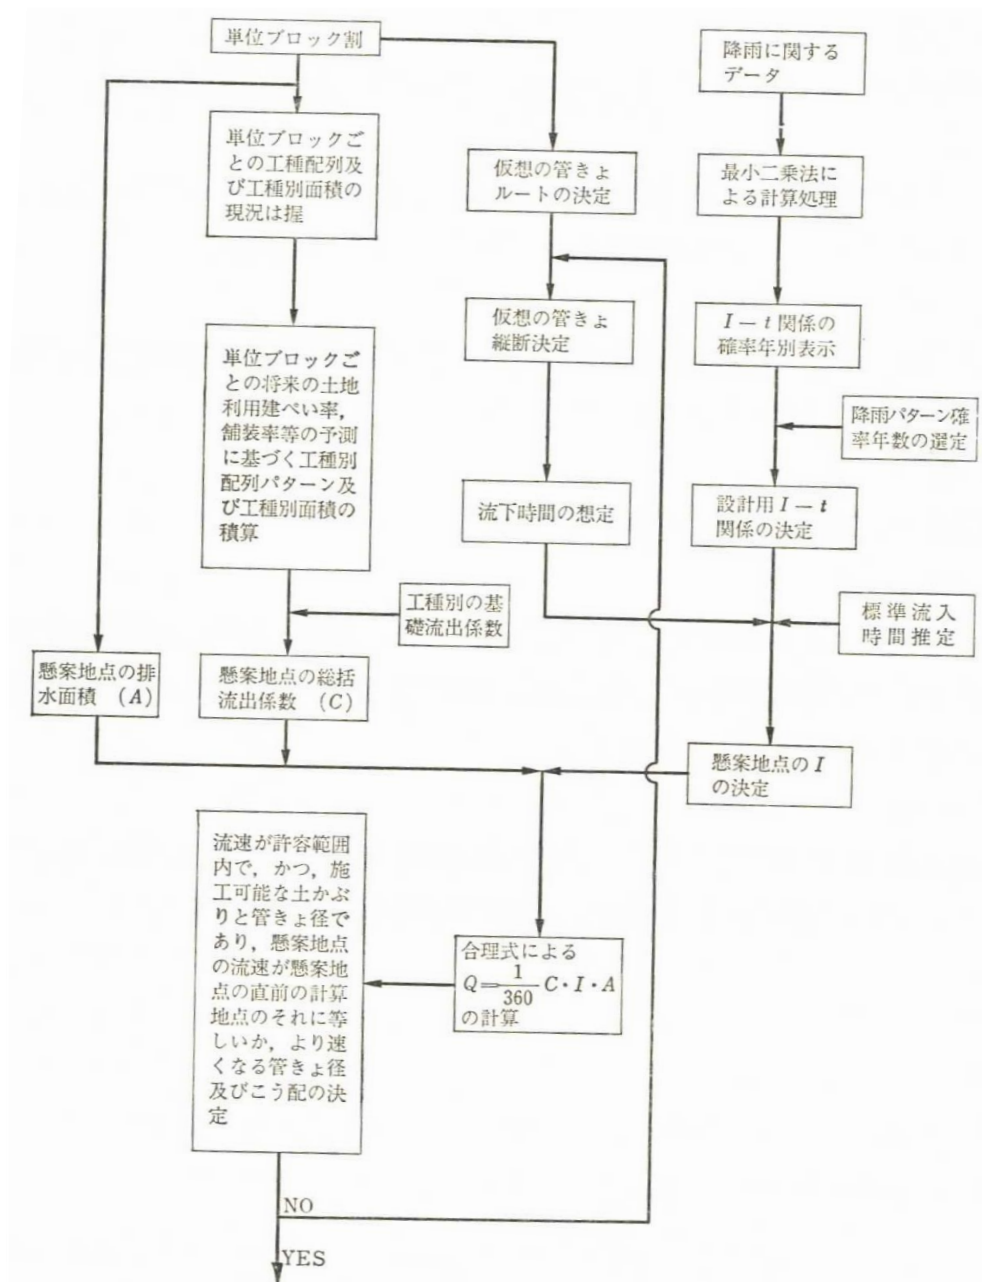 単位ブロック割
単位ブロックご
との工種配列及
び工種別面積の
現況は握
単位ブロックご
との将来の土地
利用建ぺい率，
舗装率等の予測
に基づく工種別
配列パターン及
び工種別面積の
積算
工種別の基
礎流出係数
懸案地点の排
水面積 (A)
懸案地点の総括
流出係数 (C)
仮想の管きょ
ルートの決定
仮想の管きょ
縦断決定
流下時間の想定
降雨に関する
データ
最小二乗法に
よる計算処理
I－t関係の
確率年別表示
降雨パターン確
率年数の選定
設計用I－t
関係の決定
標準流入
時間推定
懸案地点のI
の決定
合理式による
Q=1/360 C・I・A
の計算
流速が許容範囲
内で，かつ，施
工可能な土かぶ
りと管きょ径で
あり，懸案地点
の流速が懸案地
点の直前の計算
地点のそれに等
しいか，より速
くなる管きょ径
及びこう配の決
定
NO
YES